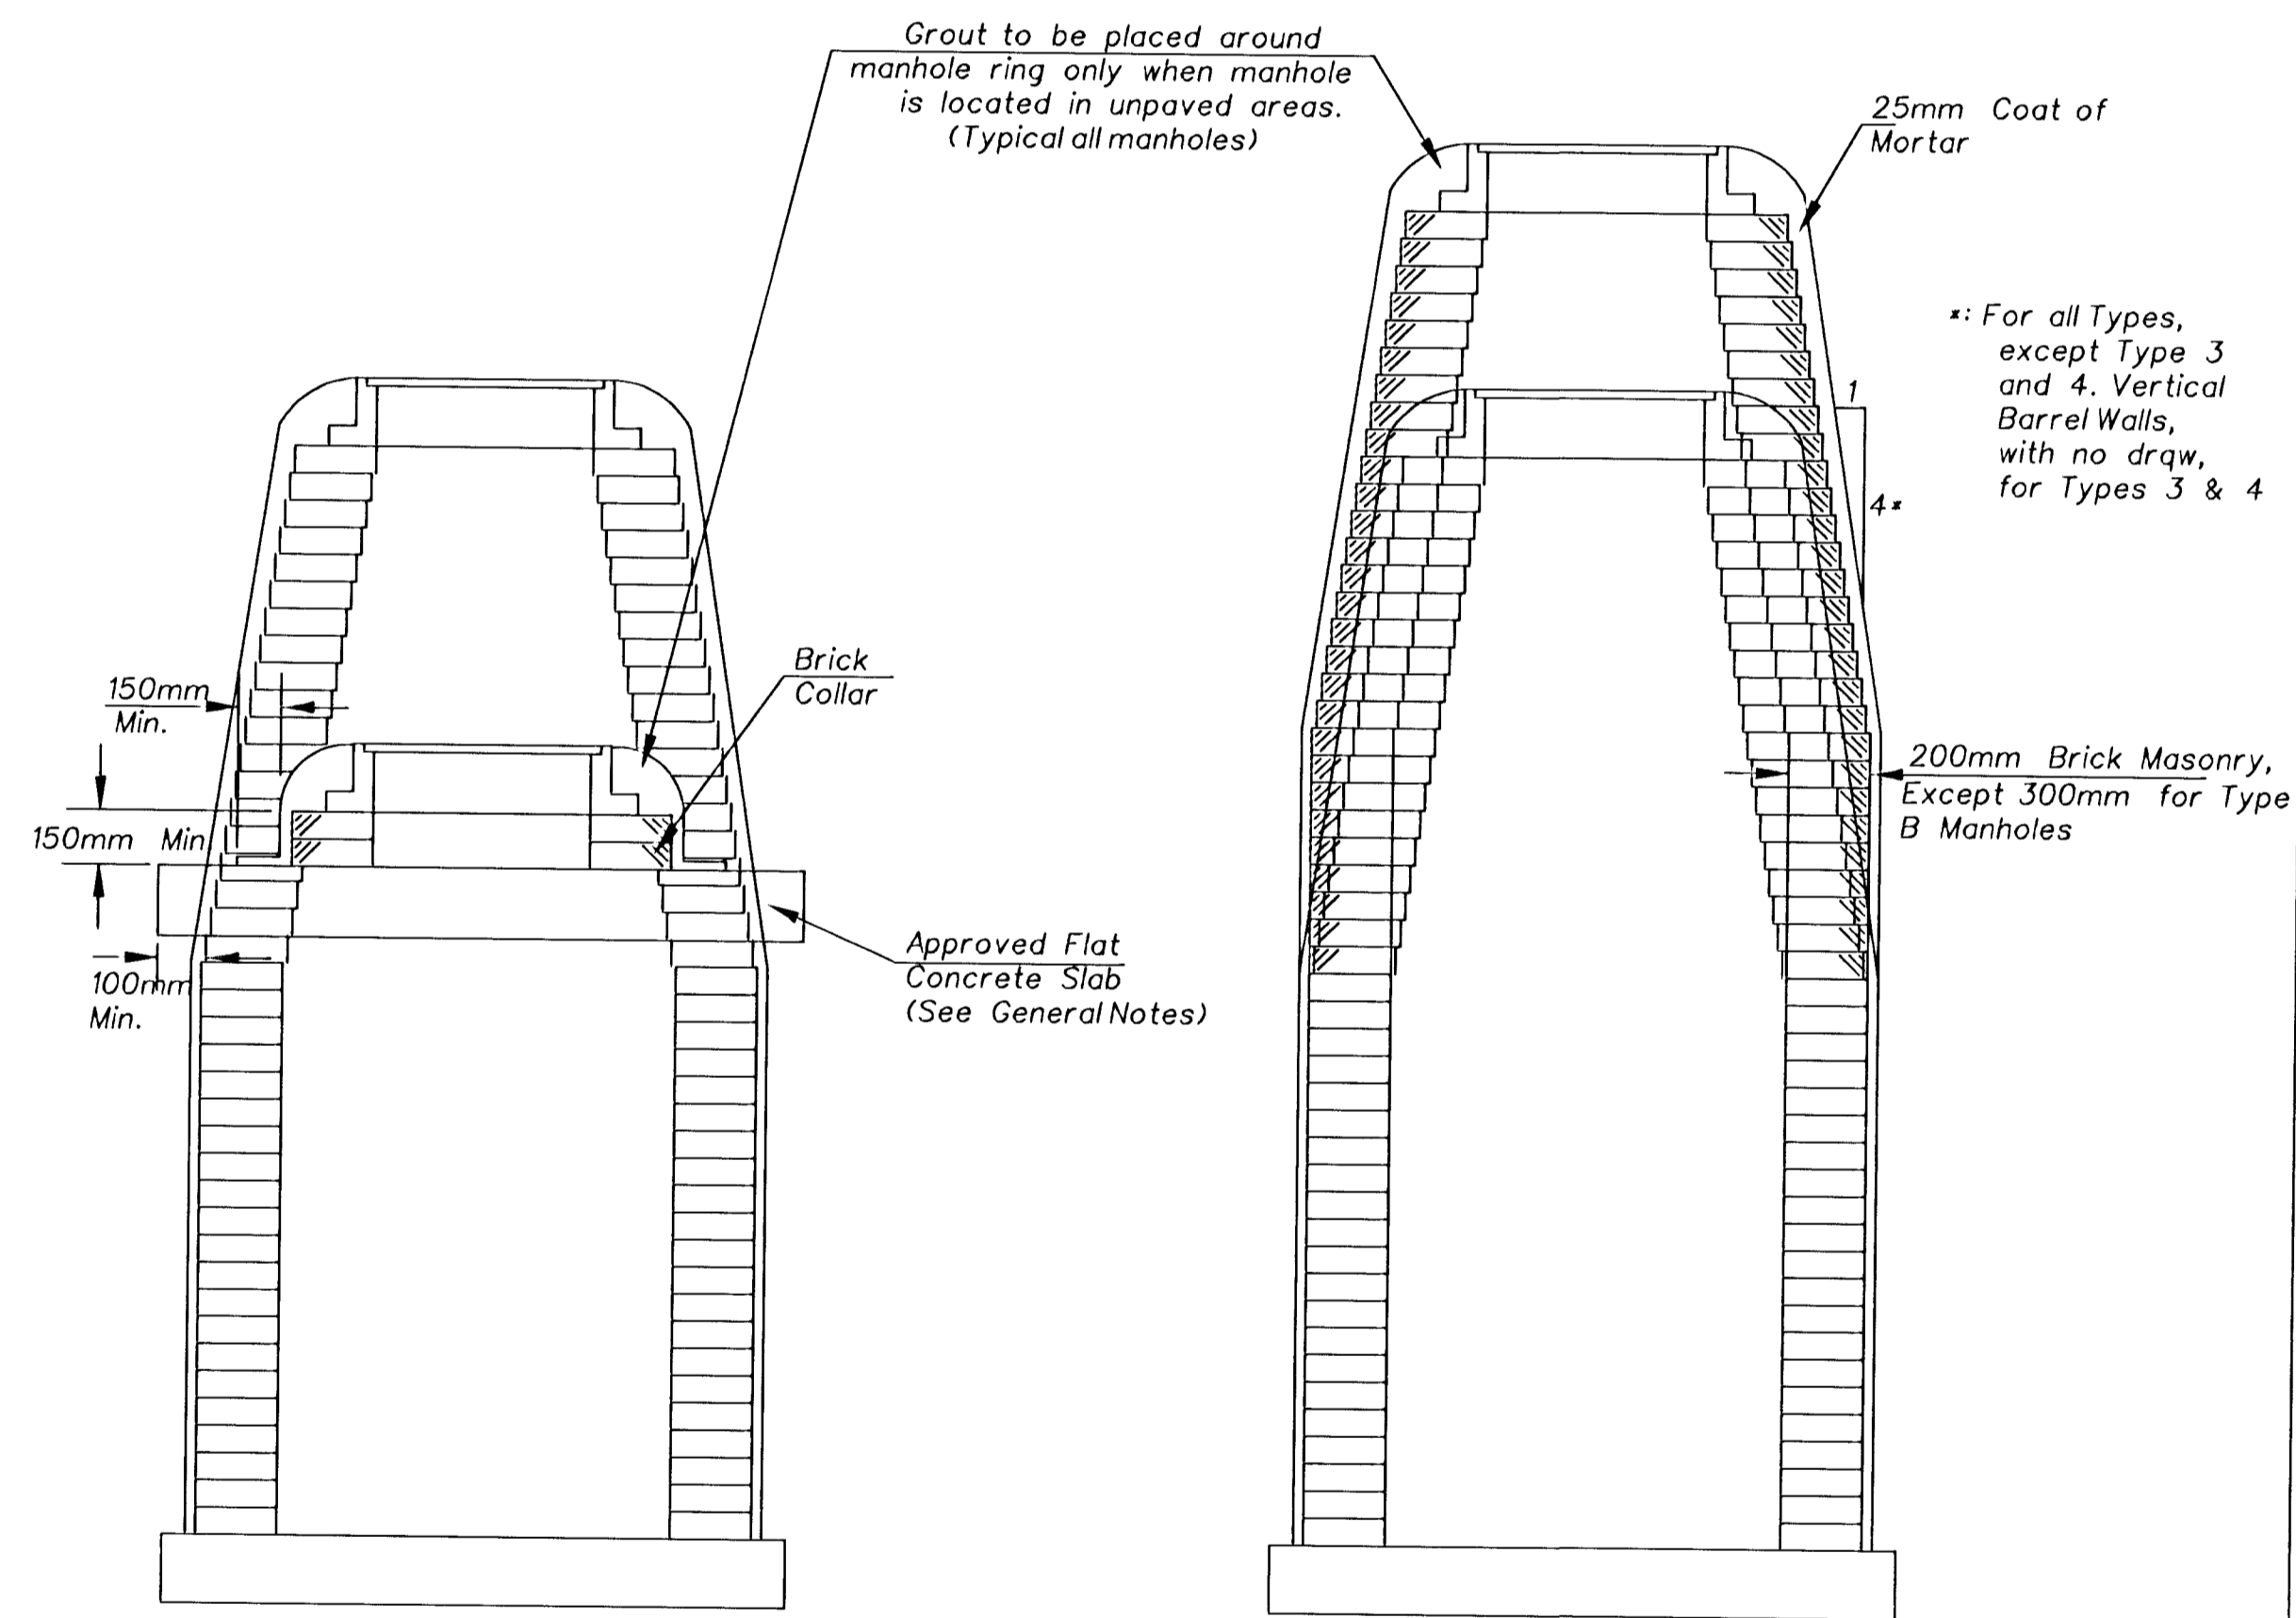 Grout to be placed around
manhole ring only when manhole
is located in unpaved areas.
(Typical all manholes)
25mm Coat of
Mortar
*: For all Types,
except Type 3
and 4. Vertical
Barrel Walls,
with no drqw,
for Types 3 & 4
1
4*
Brick
Collar
150mm
Min.
150mm Min
200mm Brick Masonry,
Except 300mm for Type
B Manholes
Approved Flat
Concrete Slab
(See General Notes)
100mm
Min.